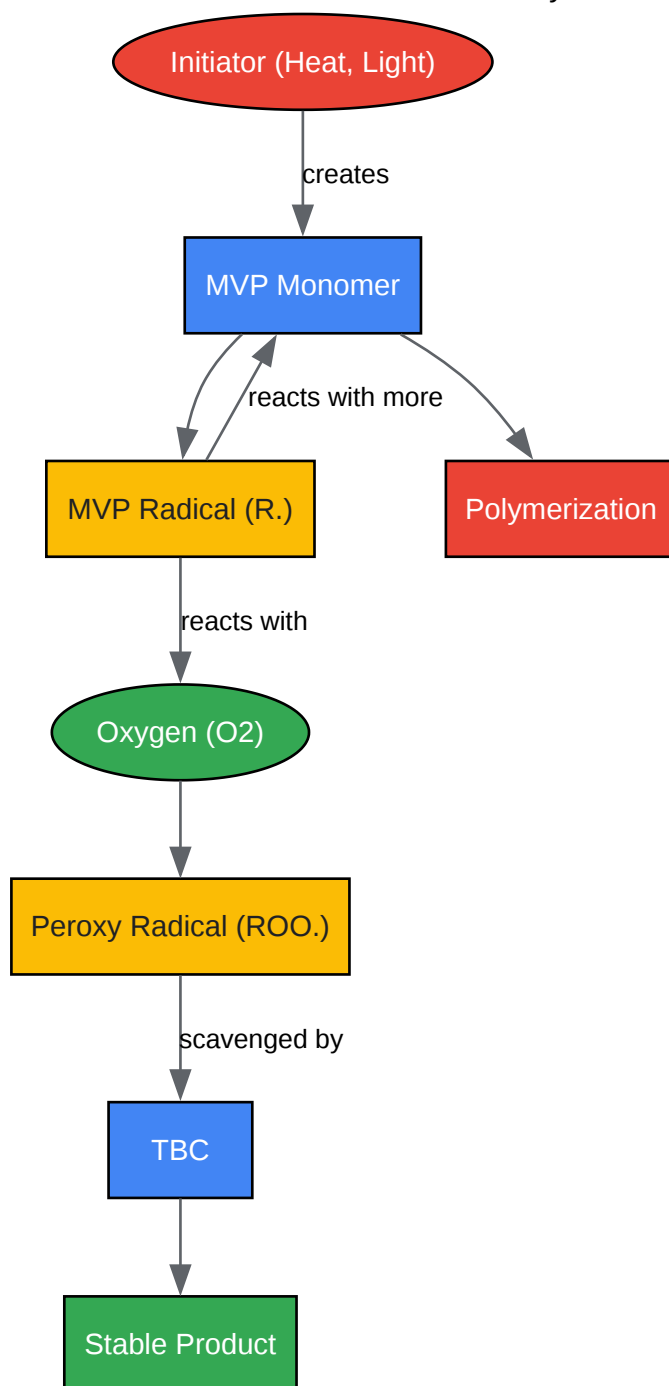 Initiator (Heat, Light)
creates
MVP Monomer
reacts with more
MVP Radical (R.)
Polymerization
reacts with
Oxygen (O2)
Peroxy Radical (ROO.)
scavenged by
TBC
Stable Product